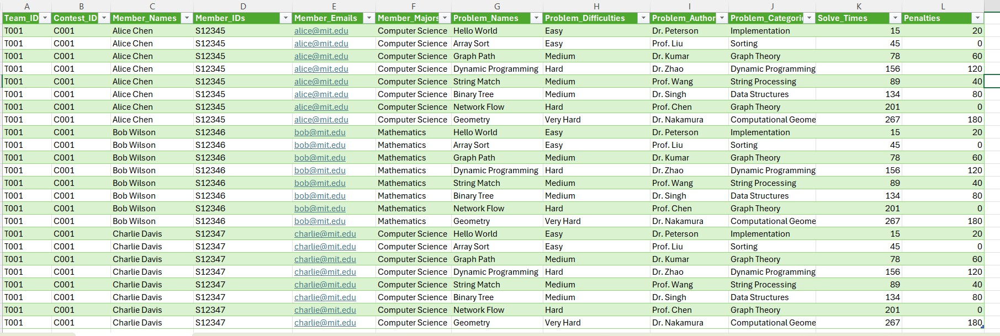 A B C D E F G H I J K L
Team_ID Contest_ID Member_Names Member_IDs Member_Emails Member_Majors Problem_Names Problem_Difficulties Problem_Author Problem_Categorie Solve_Times Penalties
T001 C001 Alice Chen S12345 alice@mit.edu Computer Science Hello World Easy Dr. Peterson Implementation 15 20
T001 C001 Alice Chen S12345 alice@mit.edu Computer Science Array Sort Easy Prof. Liu Sorting 45 0
T001 C001 Alice Chen S12345 alice@mit.edu Computer Science Graph Path Medium Dr. Kumar Graph Theory 78 60
T001 C001 Alice Chen S12345 alice@mit.edu Computer Science Dynamic Programming Hard Dr. Zhao Dynamic Programming 156 120
T001 C001 Alice Chen S12345 alice@mit.edu Computer Science String Match Medium Prof. Wang String Processing 89 40
T001 C001 Alice Chen S12345 alice@mit.edu Computer Science Binary Tree Medium Dr. Singh Data Structures 134 80
T001 C001 Alice Chen S12345 alice@mit.edu Computer Science Network Flow Hard Prof. Chen Graph Theory 201 0
T001 C001 Alice Chen S12345 alice@mit.edu Computer Science Geometry Very Hard Dr. Nakamura Computational Geome 267 180
T001 C001 Bob Wilson S12346 bob@mit.edu Mathematics Hello World Easy Dr. Peterson Implementation 15 20
T001 C001 Bob Wilson S12346 bob@mit.edu Mathematics Array Sort Easy Prof. Liu Sorting 45 0
T001 C001 Bob Wilson S12346 bob@mit.edu Mathematics Graph Path Medium Dr. Kumar Graph Theory 78 60
T001 C001 Bob Wilson S12346 bob@mit.edu Mathematics Dynamic Programming Hard Dr. Zhao Dynamic Programming 156 120
T001 C001 Bob Wilson S12346 bob@mit.edu Mathematics String Match Medium Prof. Wang String Processing 89 40
T001 C001 Bob Wilson S12346 bob@mit.edu Mathematics Binary Tree Medium Dr. Singh Data Structures 134 80
T001 C001 Bob Wilson S12346 bob@mit.edu Mathematics Network Flow Hard Prof. Chen Graph Theory 201 0
T001 C001 Bob Wilson S12346 bob@mit.edu Mathematics Geometry Very Hard Dr. Nakamura Computational Geome 267 180
T001 C001 Charlie Davis S12347 charlie@mit.edu Computer Science Hello World Easy Dr. Peterson Implementation 15 20
T001 C001 Charlie Davis S12347 charlie@mit.edu Computer Science Array Sort Easy Prof. Liu Sorting 45 0
T001 C001 Charlie Davis S12347 charlie@mit.edu Computer Science Graph Path Medium Dr. Kumar Graph Theory 78 60
T001 C001 Charlie Davis S12347 charlie@mit.edu Computer Science Dynamic Programming Hard Dr. Zhao Dynamic Programming 156 120
T001 C001 Charlie Davis S12347 charlie@mit.edu Computer Science String Match Medium Prof. Wang String Processing 89 40
T001 C001 Charlie Davis S12347 charlie@mit.edu Computer Science Binary Tree Medium Dr. Singh Data Structures 134 80
T001 C001 Charlie Davis S12347 charlie@mit.edu Computer Science Network Flow Hard Prof. Chen Graph Theory 201 0
T001 C001 Charlie Davis S12347 charlie@mit.edu Computer Science Geometry Very Hard Dr. Nakamura Computational Geome 267 180